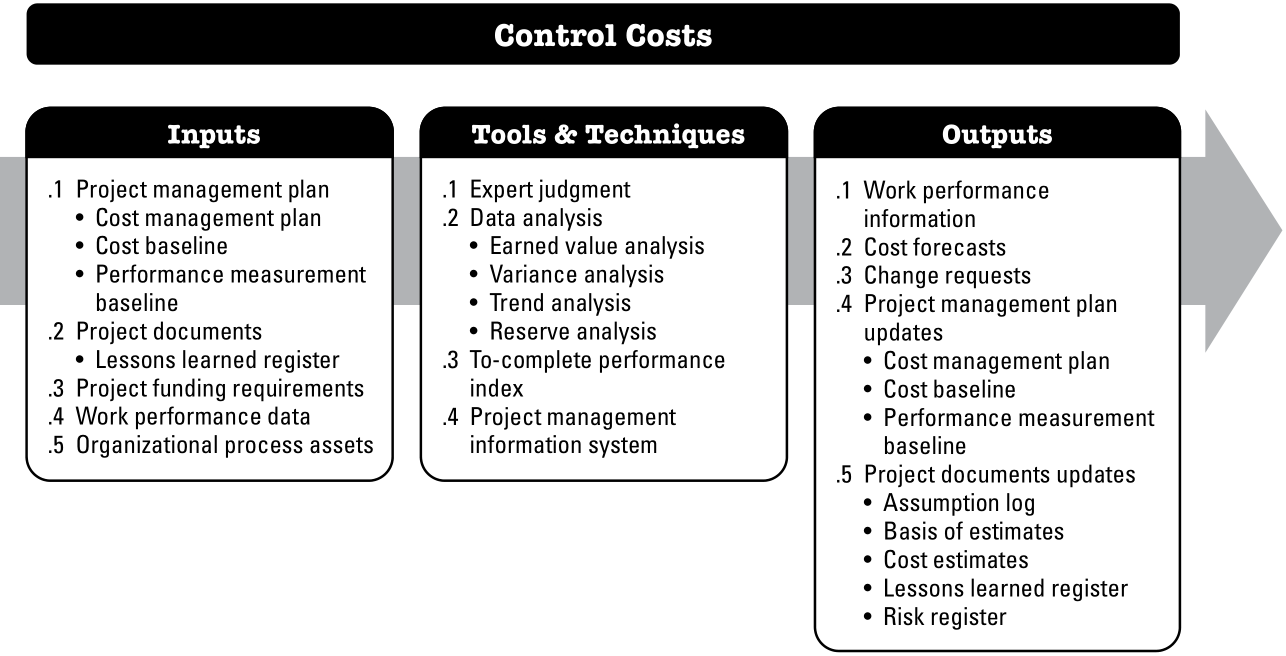 Control Costs
Inputs
.1 Project management plan
• Cost management plan
• Cost baseline
• Performance measurement
baseline
.2 Project documents
• Lessons learned register
.3 Project funding requirements
.4 Work performance data
.5 Organizational process assets
Tools & Techniques
.1 Expert judgment
.2 Data analysis
• Earned value analysis
• Variance analysis
• Trend analysis
• Reserve analysis
.3 To-complete performance
index
.4 Project management
information system
Outputs
.1 Work performance
information
.2 Cost forecasts
.3 Change requests
.4 Project management plan
updates
• Cost management plan
• Cost baseline
• Performance measurement
baseline
.5 Project documents updates
• Assumption log
• Basis of estimates
• Cost estimates
• Lessons learned register
• Risk register